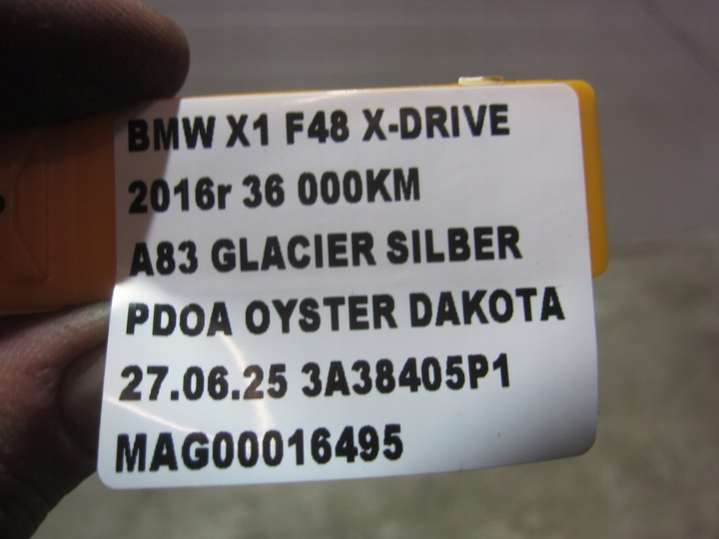 BMW X1 F48 X-DRIVE
2016r 36 000KM
A83 GLACIER SILBER
PDOA OYSTER DAKOTA
27.06.25 3A38405P1
MAG00016495